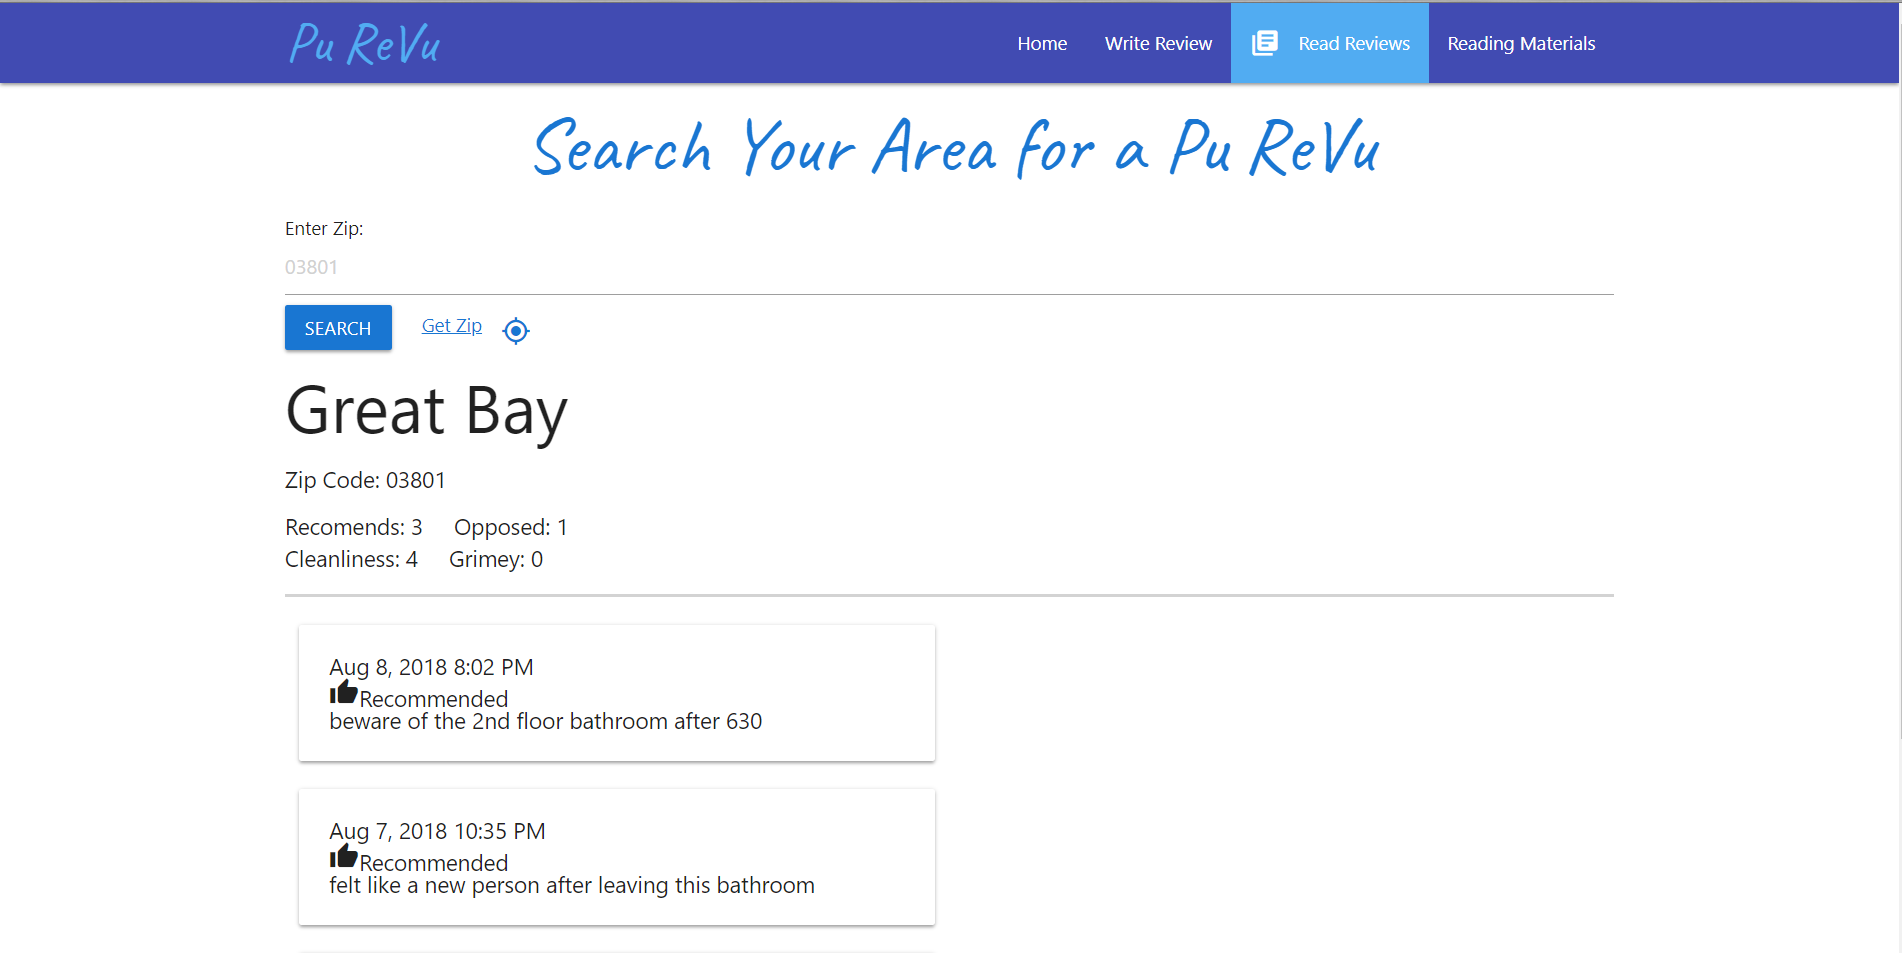 Pu ReVu
Home Write Review Read Reviews Reading Materials
Search Your Area for a Pu ReVu
Enter Zip:
03801
SEARCH Get Zip
Great Bay
Zip Code: 03801
Recomends: 3 Opposed: 1
Cleanliness: 4 Grimey: 0
Aug 8, 2018 8:02 PM
Recommended
beware of the 2nd floor bathroom after 630
Aug 7, 2018 10:35 PM
Recommended
felt like a new person after leaving this bathroom